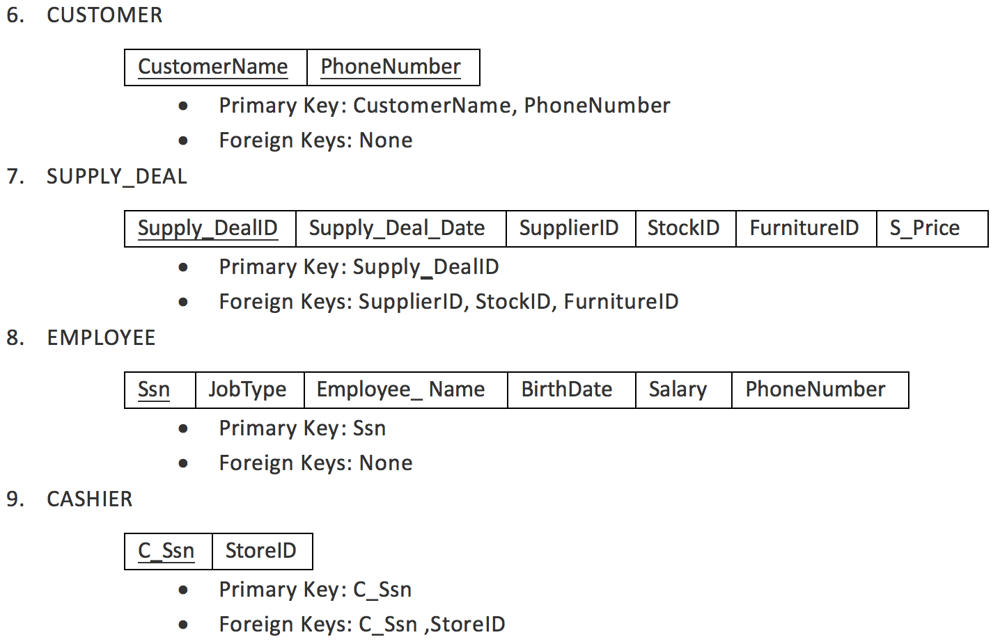 6. CUSTOMER
CustomerName PhoneNumber
• Primary Key: CustomerName, PhoneNumber
• Foreign Keys: None
7. SUPPLY_DEAL
Supply_DealID Supply_Deal_Date SupplierID StockID FurnitureID S_Price
• Primary Key: Supply_DealID
• Foreign Keys: SupplierID, StockID, FurnitureID
8. EMPLOYEE
Ssn JobType Employee_ Name BirthDate Salary PhoneNumber
• Primary Key: Ssn
• Foreign Keys: None
9. CASHIER
C_Ssn StoreID
• Primary Key: C_Ssn
• Foreign Keys: C_Ssn ,StoreID